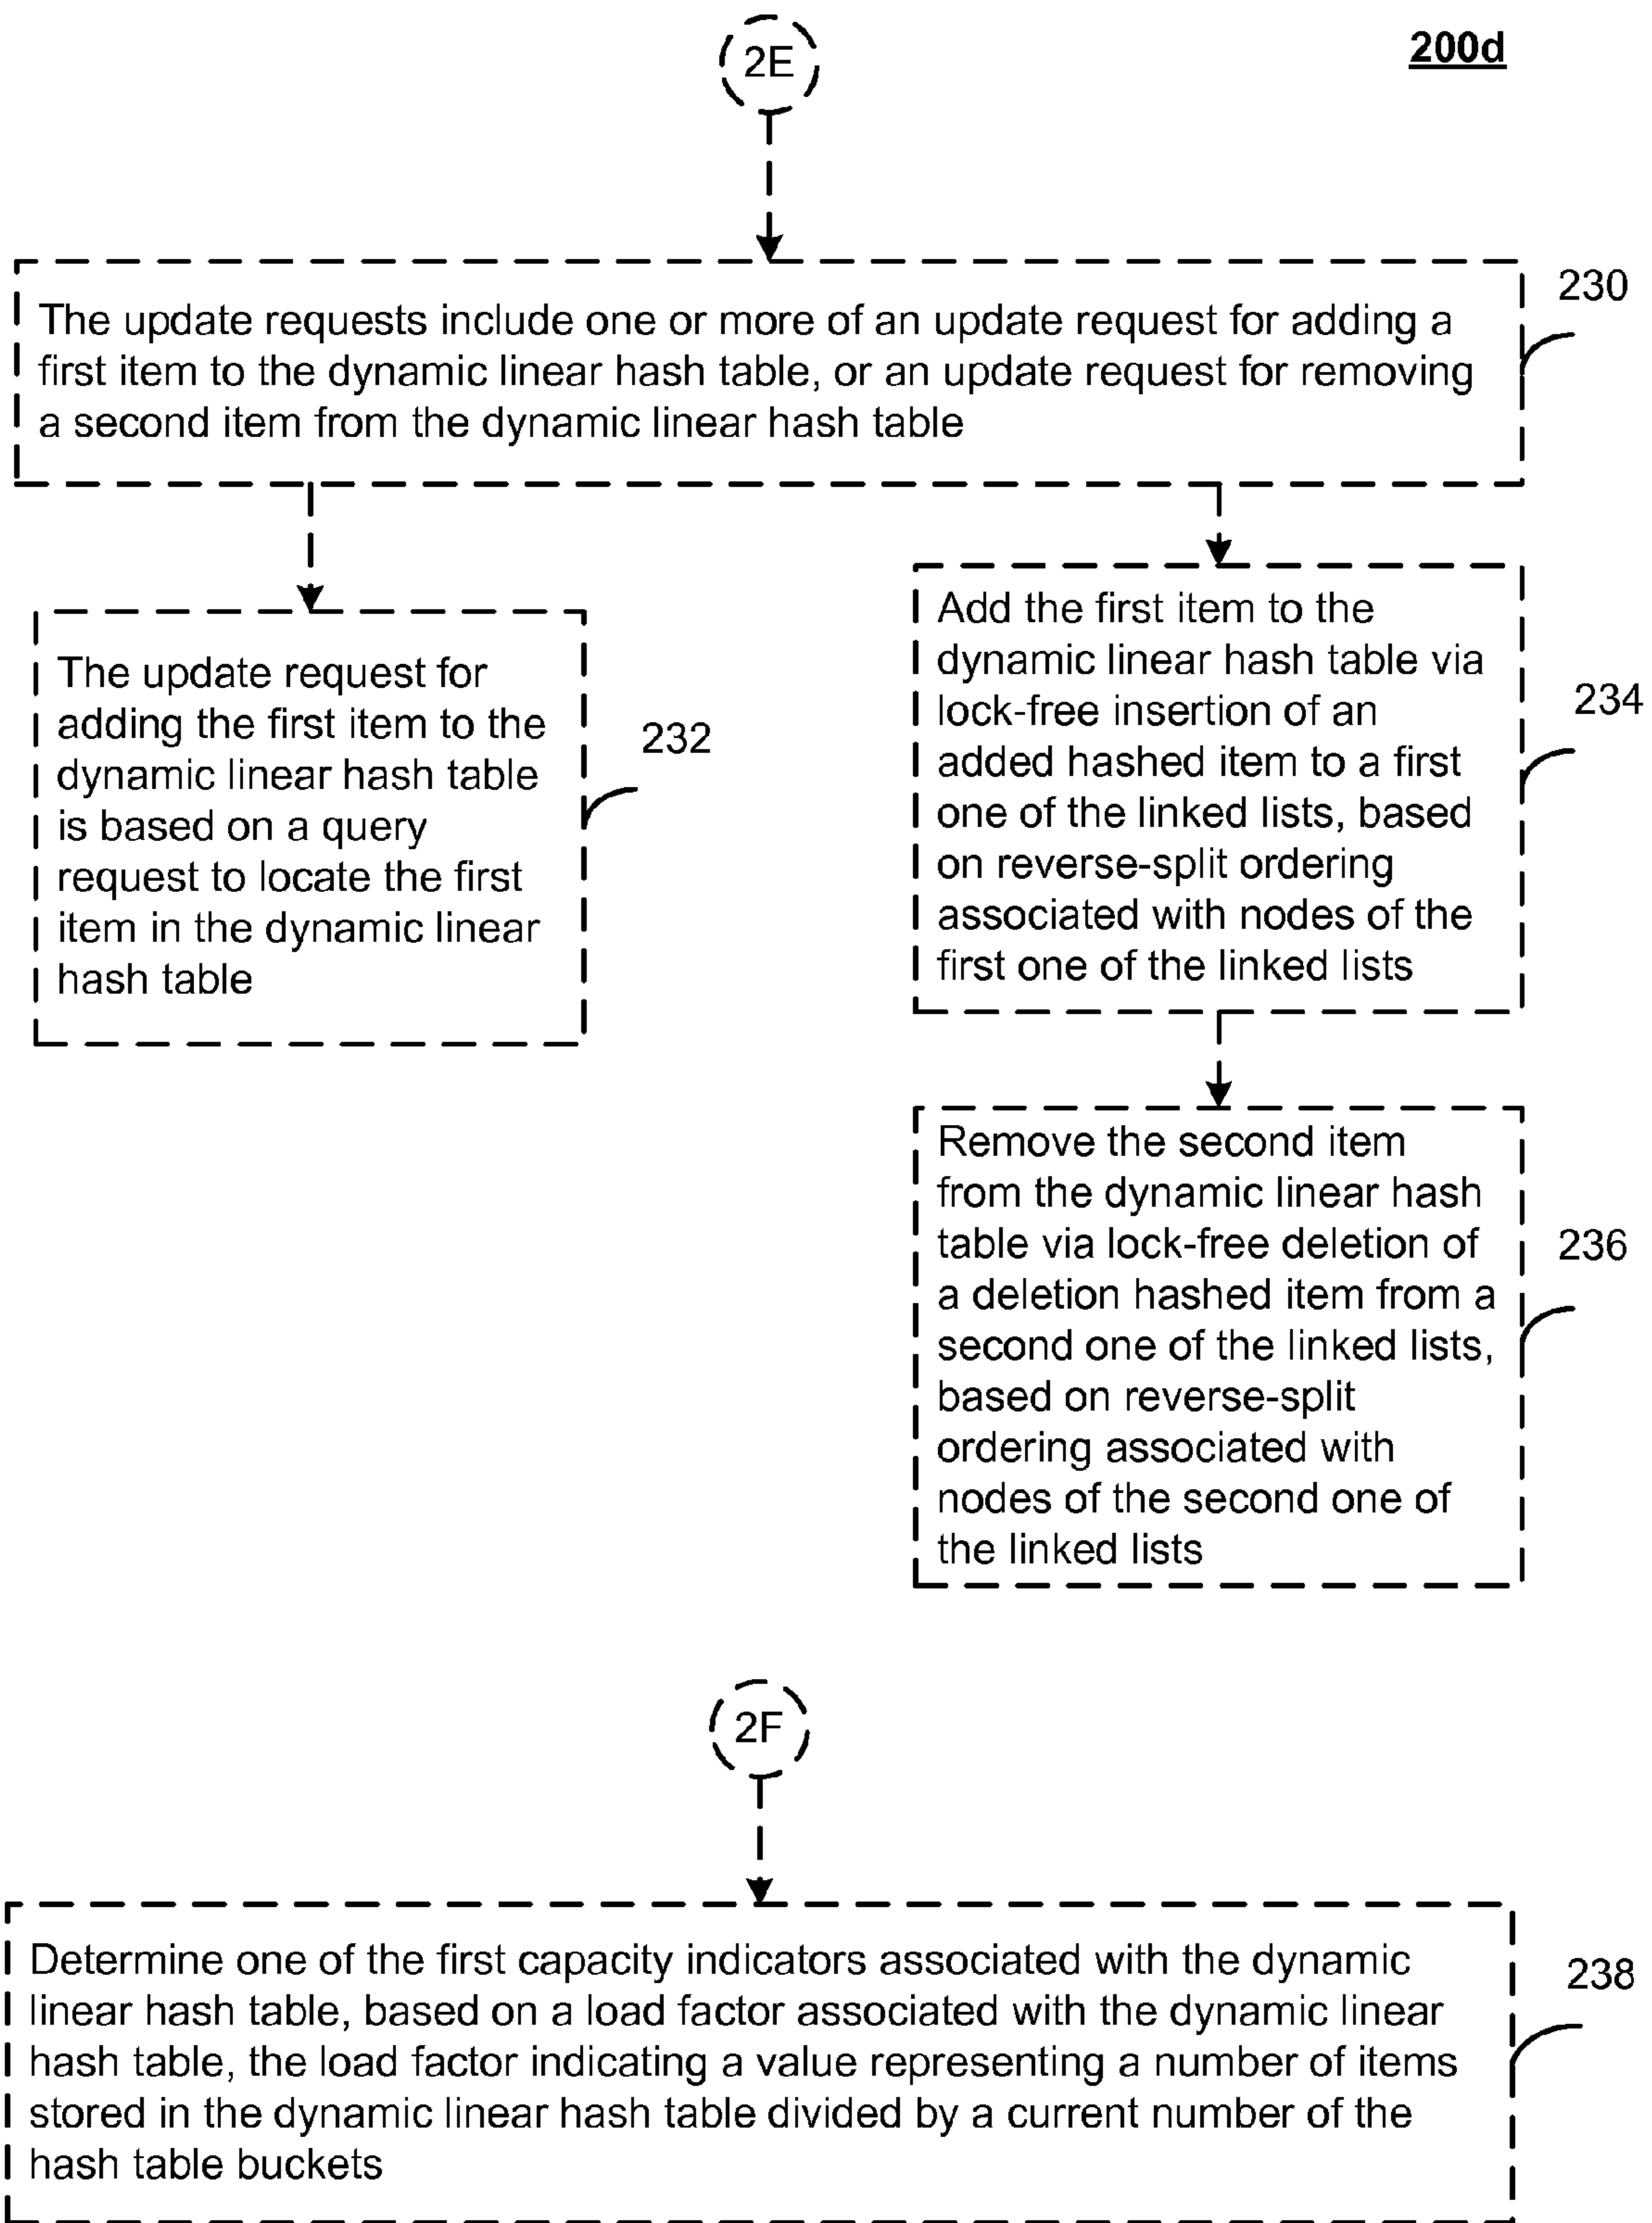 200d
2E
230
The update requests include one or more of an update request for adding a
first item to the dynamic linear hash table, or an update request for removing
a second item from the dynamic linear hash table
The update request for
adding the first item to the
dynamic linear hash table
is based on a query
request to locate the first
item in the dynamic linear
hash table
232
Add the first item to the
dynamic linear hash table via
lock-free insertion of an
added hashed item to a first
one of the linked lists, based
on reverse-split ordering
associated with nodes of the
first one of the linked lists
234
Remove the second item
from the dynamic linear hash
table via lock-free deletion of
a deletion hashed item from a
second one of the linked lists,
based on reverse-split
ordering associated with
nodes of the second one of
the linked lists
236
2F
Determine one of the first capacity indicators associated with the dynamic
linear hash table, based on a load factor associated with the dynamic linear
hash table, the load factor indicating a value representing a number of items
stored in the dynamic linear hash table divided by a current number of the
hash table buckets
238